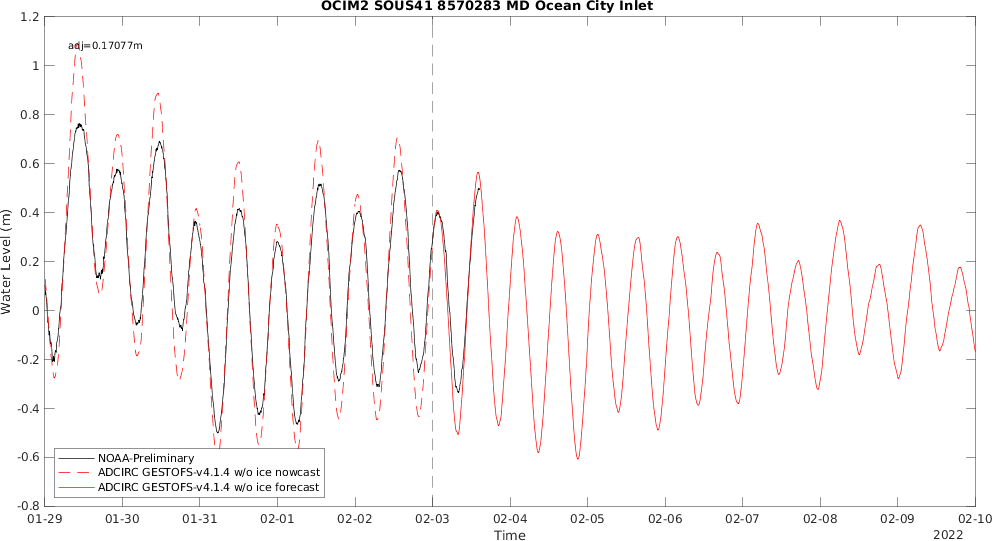 OCIM2 SOUS41 8570283 MD Ocean City Inlet
adj=0.17077m
1.2
1
0.8
0.6
0.4
0.2
0
-0.2
-0.4
-0.6
-0.8
Water Level (m)
NOAA-Preliminary
ADCIRC GESTOFS-v4.1.4 w/o ice nowcast
ADCIRC GESTOFS-v4.1.4 w/o ice forecast
01-29 01-30 01-31 02-01 02-02 02-03 02-04 02-05 02-06 02-07 02-08 02-09 02-10
Time
2022